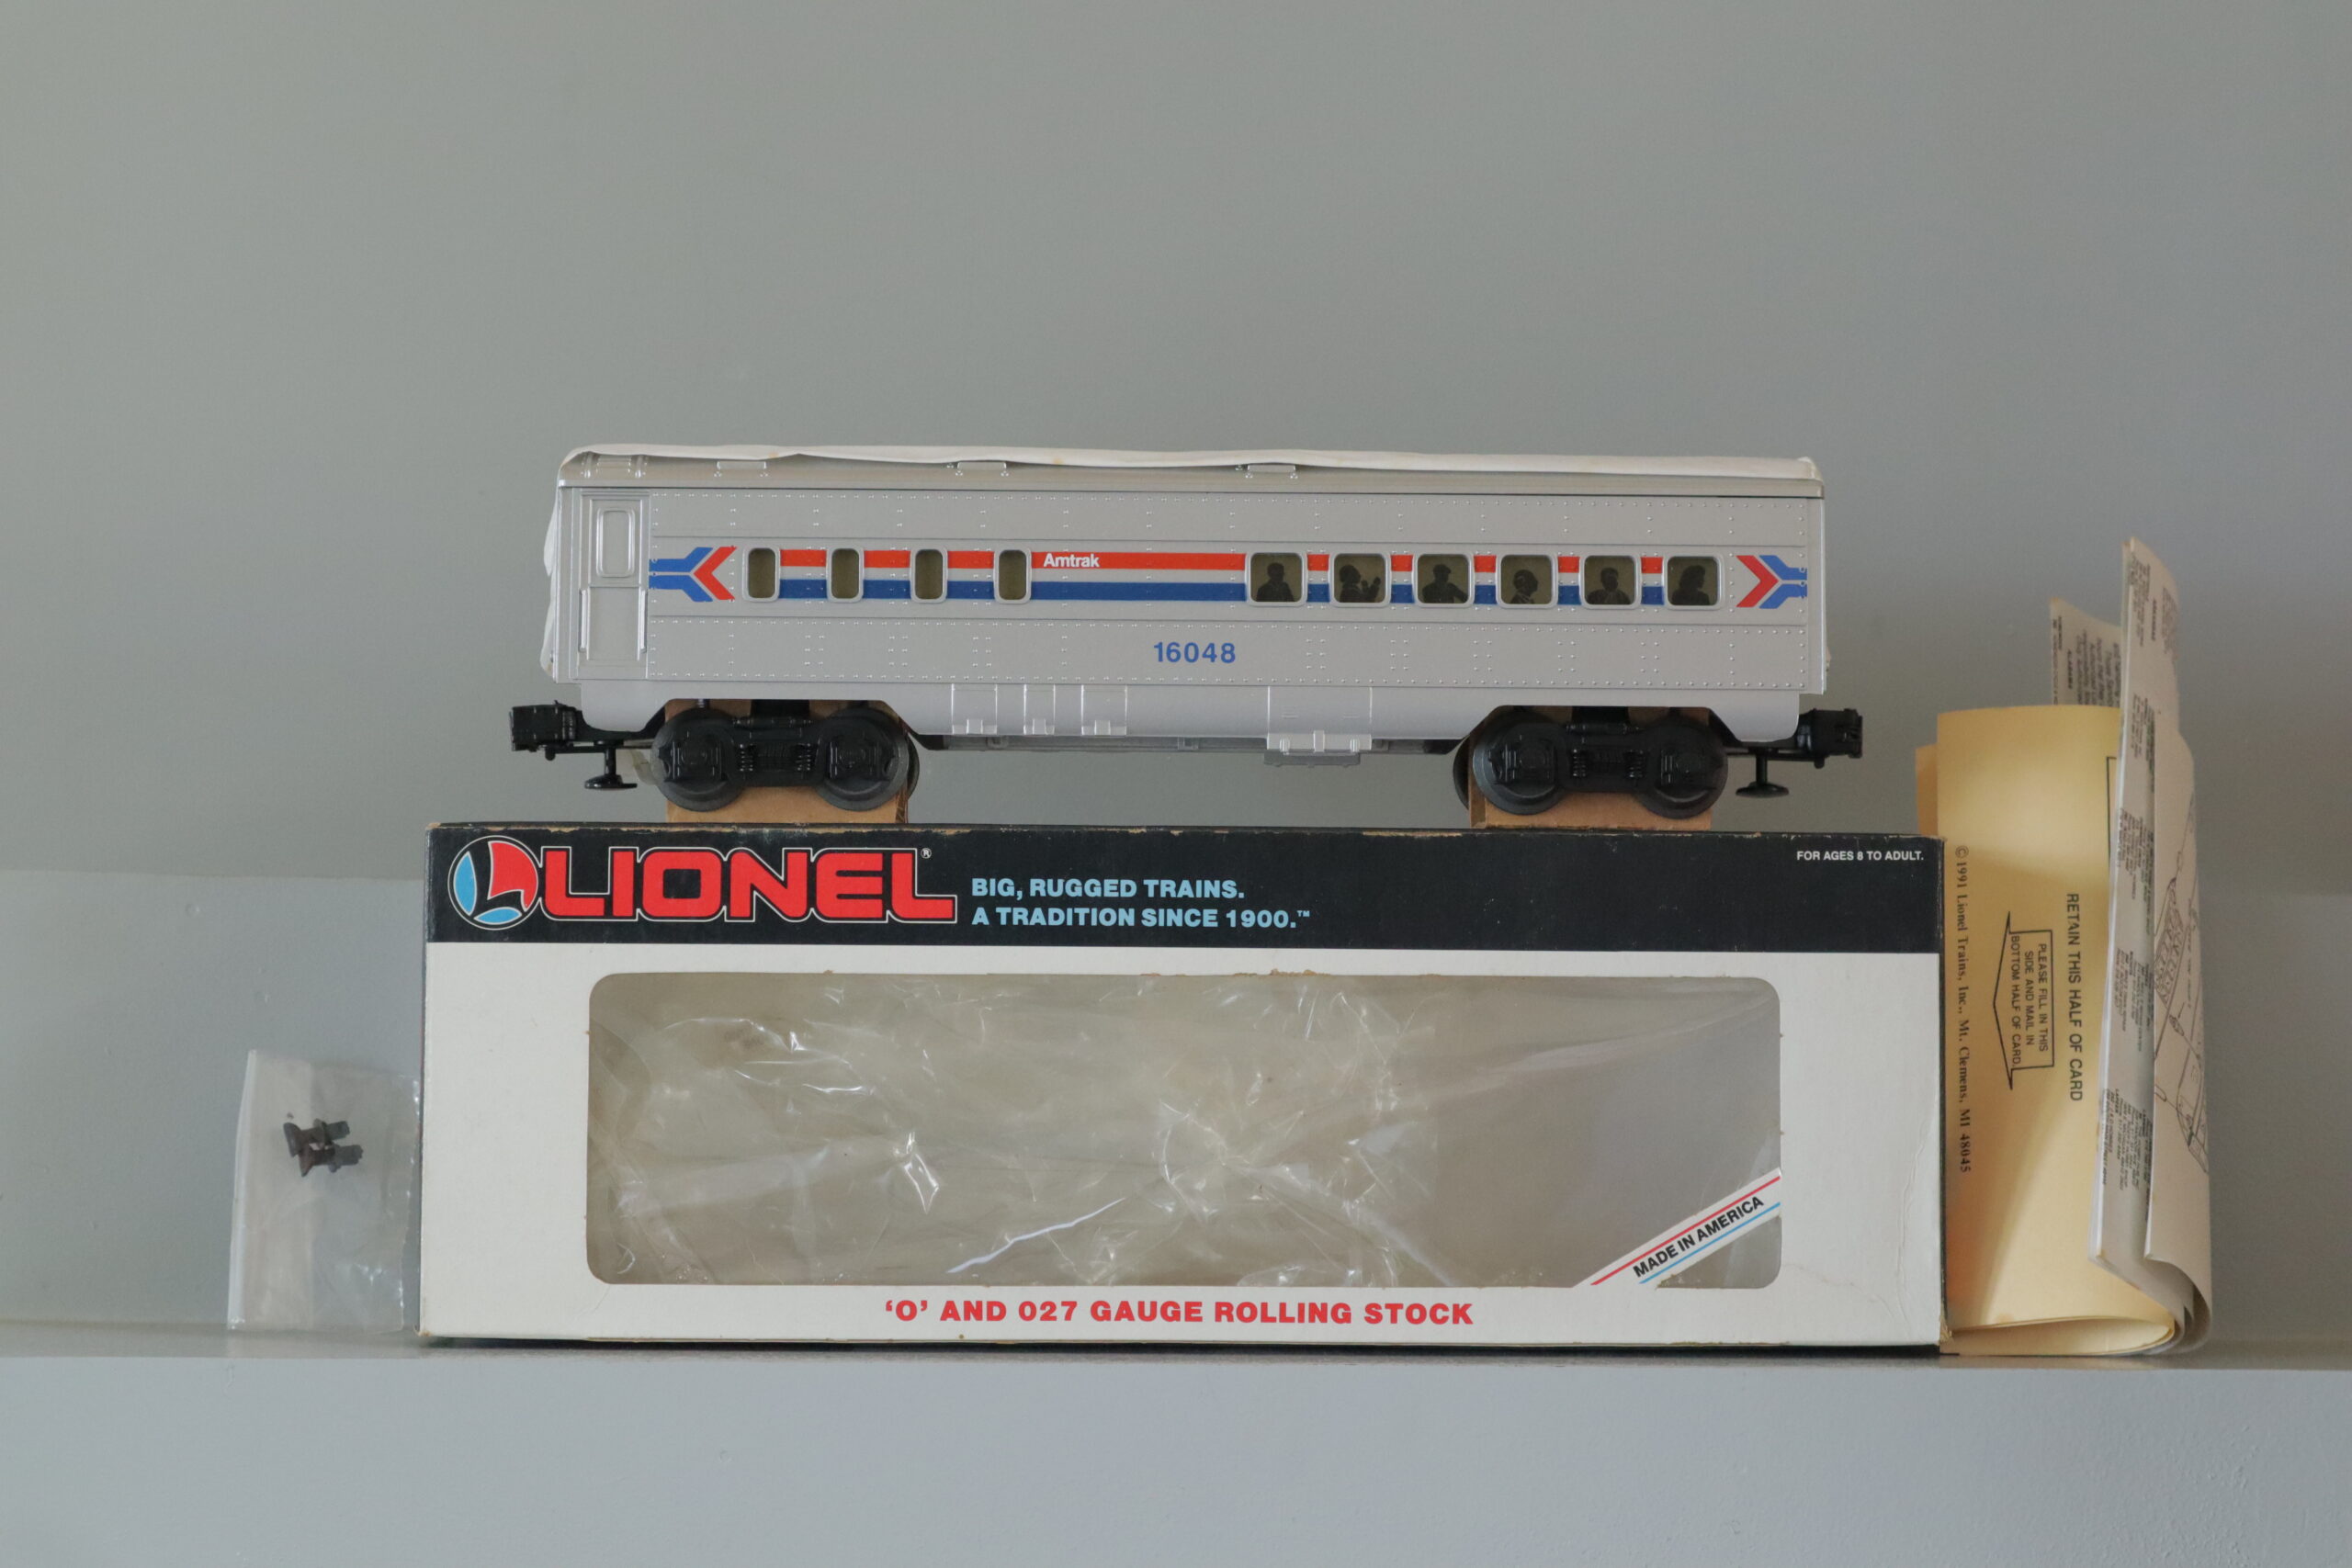 Amtrak
16048
LIONEL®
BIG, RUGGED TRAINS.
A TRADITION SINCE 1900.™
FOR AGES 8 TO ADULT.
MADE IN AMERICA
‘O’ AND 027 GAUGE ROLLING STOCK
RETAIN THIS HALF OF CARD
PLEASE FILL IN THIS
SIDE AND MAIL IN
BOTTOM HALF OF CARD
©1991 Lionel Trains, Inc., Mt. Clemens, MI 48045